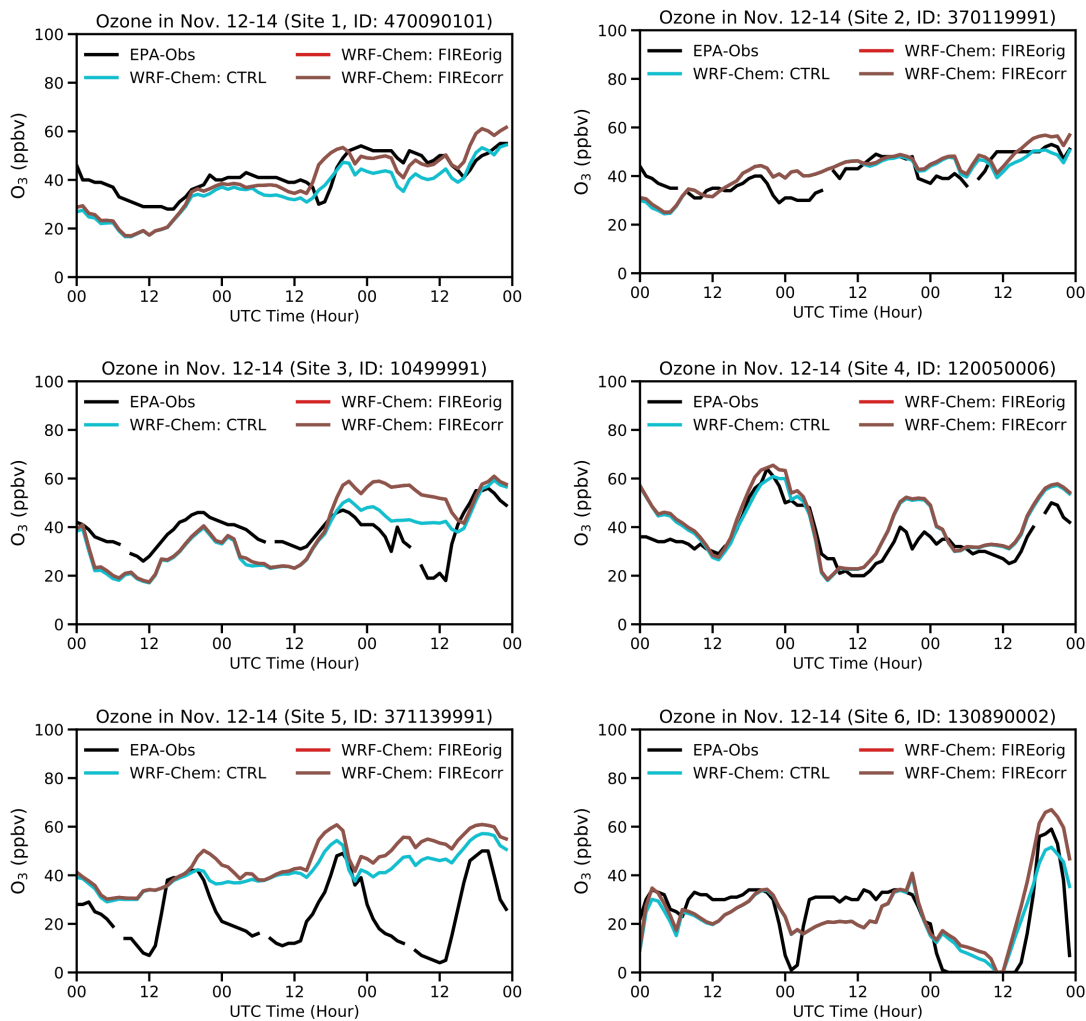 Ozone in Nov. 12-14 (Site 1, ID: 470090101)
EPA-Obs
WRF-Chem: CTRL
WRF-Chem: FIREorig
WRF-Chem: FIREcorr
100
80
60
40
20
0
O3 (ppbv)
00 12 00 12 00 12 00
UTC Time (Hour)
Ozone in Nov. 12-14 (Site 2, ID: 370119991)
EPA-Obs
WRF-Chem: CTRL
WRF-Chem: FIREorig
WRF-Chem: FIREcorr
100
80
60
40
20
0
O3 (ppbv)
00 12 00 12 00 12 00
UTC Time (Hour)
Ozone in Nov. 12-14 (Site 3, ID: 10499991)
EPA-Obs
WRF-Chem: CTRL
WRF-Chem: FIREorig
WRF-Chem: FIREcorr
100
80
60
40
20
0
O3 (ppbv)
00 12 00 12 00 12 00
UTC Time (Hour)
Ozone in Nov. 12-14 (Site 4, ID: 120050006)
EPA-Obs
WRF-Chem: CTRL
WRF-Chem: FIREorig
WRF-Chem: FIREcorr
100
80
60
40
20
0
O3 (ppbv)
00 12 00 12 00 12 00
UTC Time (Hour)
Ozone in Nov. 12-14 (Site 5, ID: 371139991)
EPA-Obs
WRF-Chem: CTRL
WRF-Chem: FIREorig
WRF-Chem: FIREcorr
100
80
60
40
20
0
O3 (ppbv)
00 12 00 12 00 12 00
UTC Time (Hour)
Ozone in Nov. 12-14 (Site 6, ID: 130890002)
EPA-Obs
WRF-Chem: CTRL
WRF-Chem: FIREorig
WRF-Chem: FIREcorr
100
80
60
40
20
0
O3 (ppbv)
00 12 00 12 00 12 00
UTC Time (Hour)